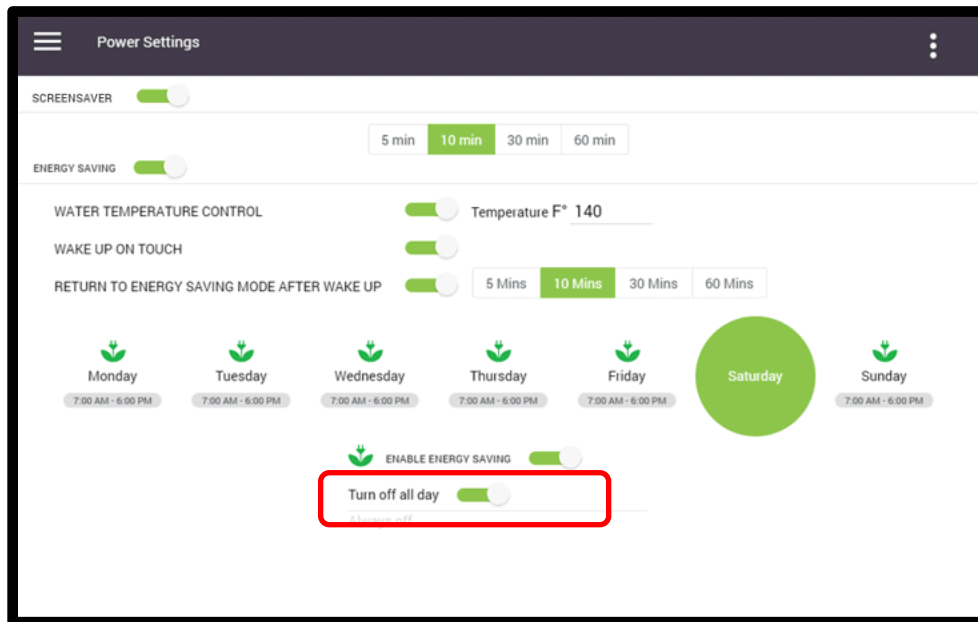 Power Settings
SCREENSAVER
5 min 10 min 30 min 60 min
ENERGY SAVING
WATER TEMPERATURE CONTROL Temperature F° 140
WAKE UP ON TOUCH
RETURN TO ENERGY SAVING MODE AFTER WAKE UP 5 Mins 10 Mins 30 Mins 60 Mins
Monday Tuesday Wednesday Thursday Friday Saturday Sunday
7:00 AM - 6:00 PM 7:00 AM - 6:00 PM 7:00 AM - 6:00 PM 7:00 AM - 6:00 PM 7:00 AM - 6:00 PM 7:00 AM - 6:00 PM
ENABLE ENERGY SAVING
Turn off all day
Always off